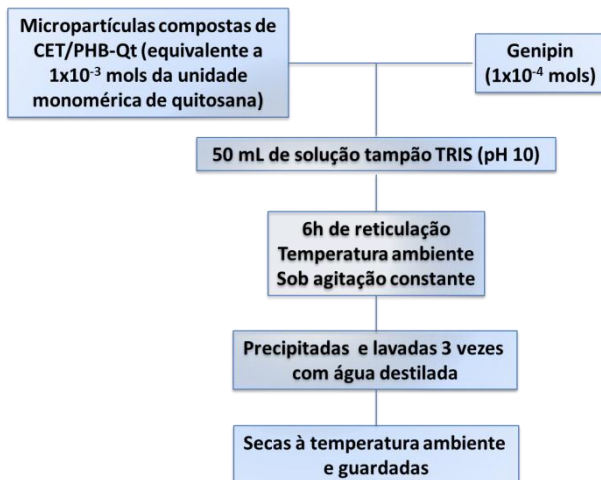 Micropartículas compostas de
CET/PHB-Qt (equivalente a
1x10⁻³ mols da unidade
monomérica de quitosana)
Genipin
(1x10⁻⁴ mols)
50 mL de solução tampão TRIS (pH 10)
6h de reticulação
Temperatura ambiente
Sob agitação constante
Precipitadas e lavadas 3 vezes
com água destilada
Secas à temperatura ambiente
e guardadas